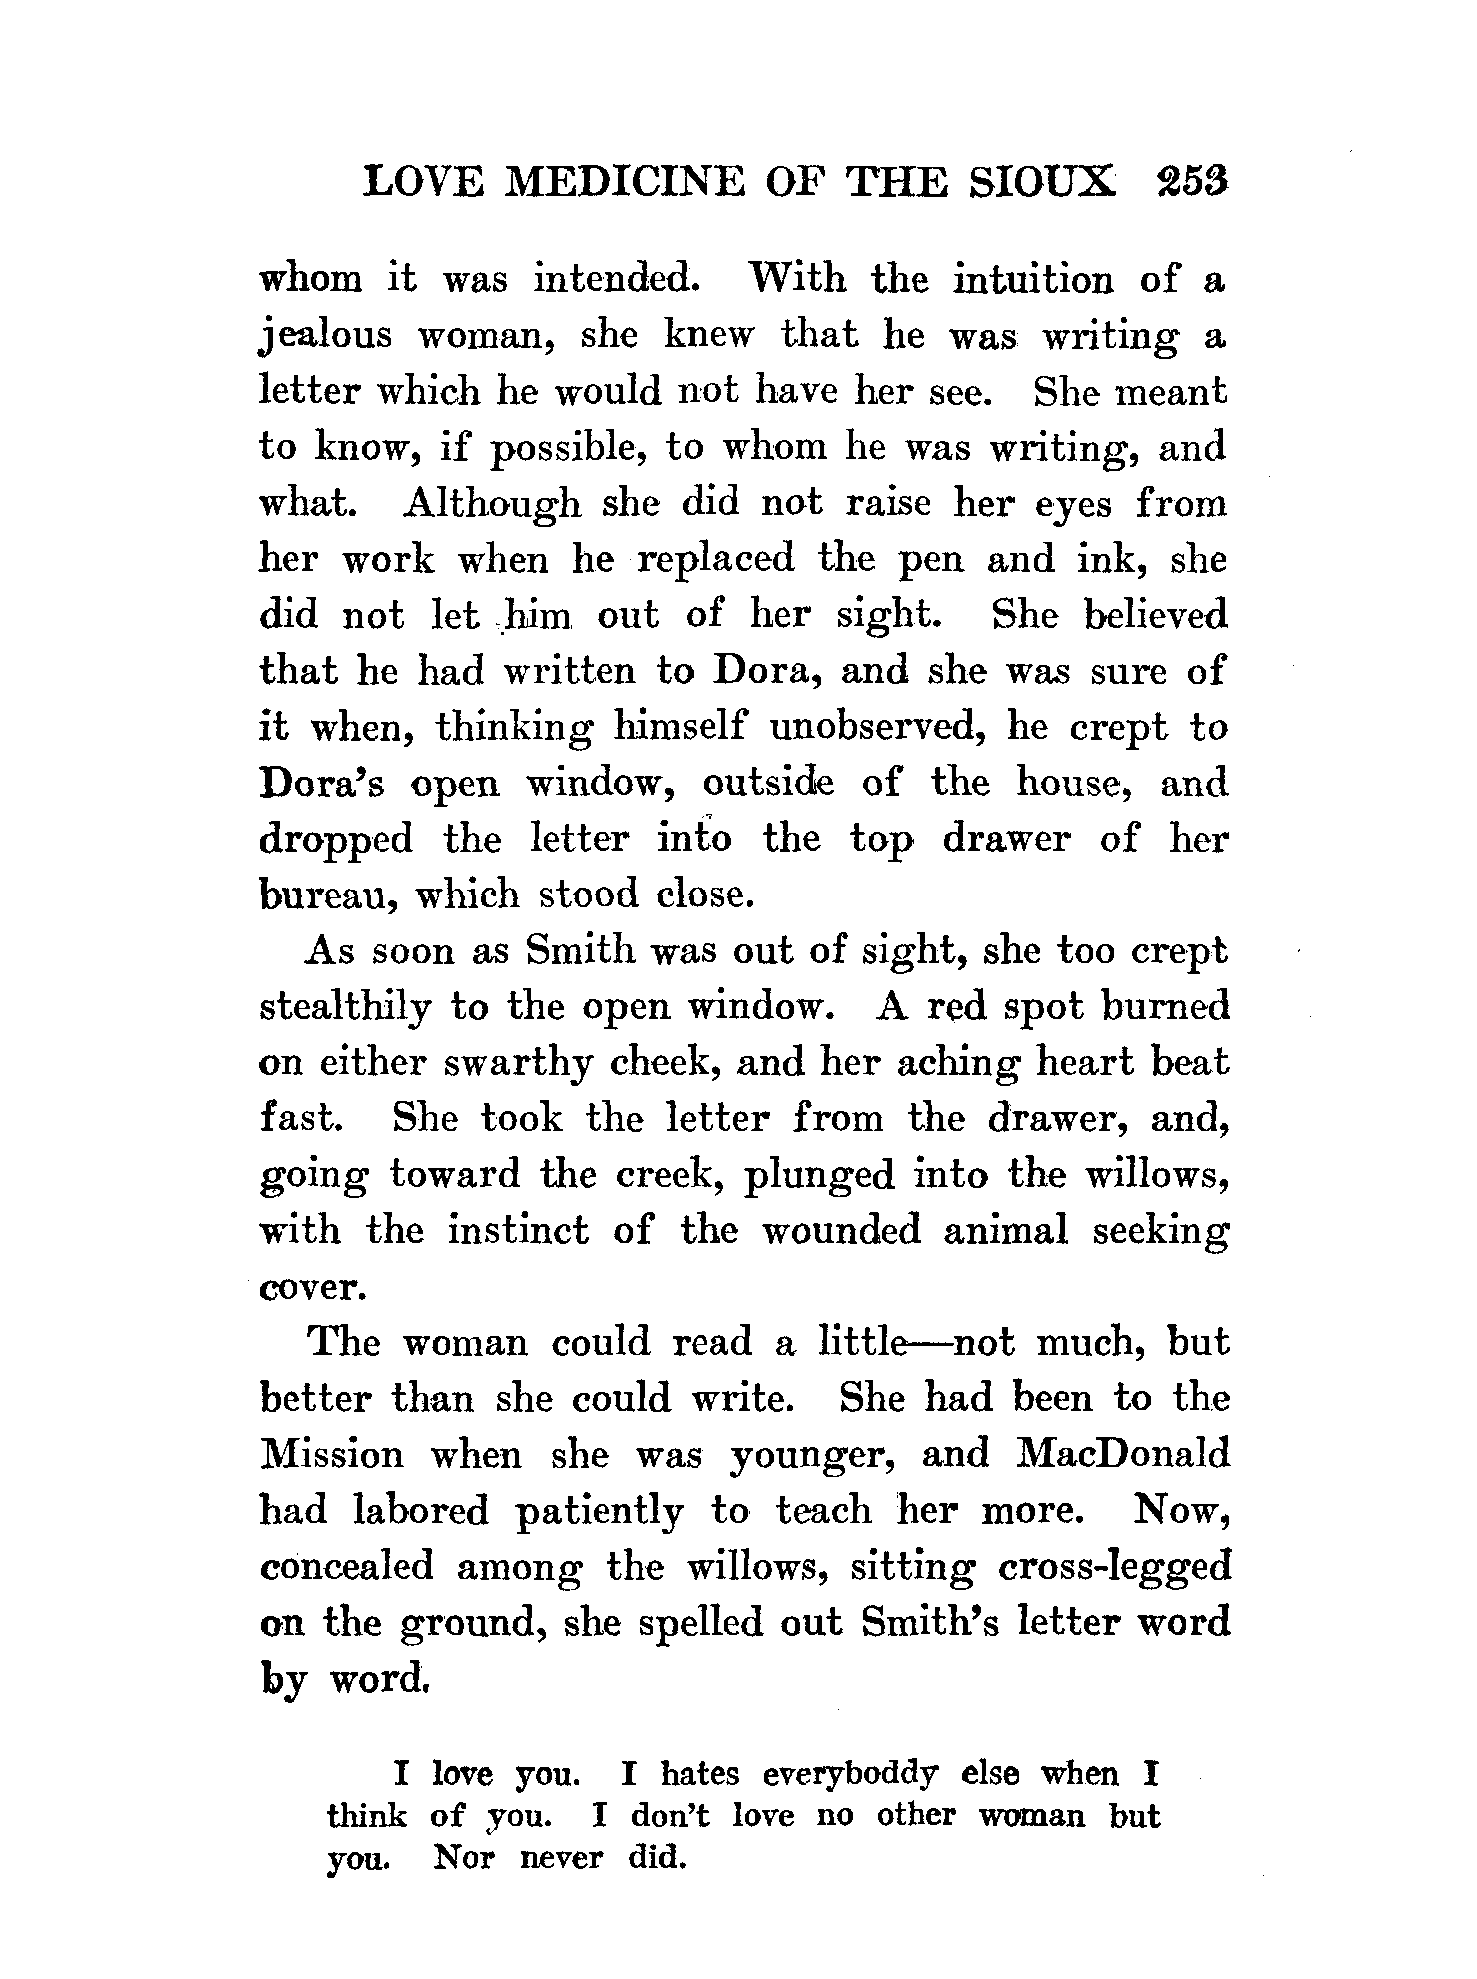 LOVE MEDICINE OF THE SIOUX 253
whom it was intended. With the intuition of a
jealous woman, she knew that he was writing a
letter which he would not have her see. She meant
to know, if possible, to whom he was writing, and
what. Although she did not raise her eyes from
her work when he replaced the pen and ink, she
did not let him out of her sight. She believed
that he had written to Dora, and she was sure of
it when, thinking himself unobserved, he crept to
Dora's open window, outside of the house, and
dropped the letter into the top drawer of her
bureau, which stood close.
As soon as Smith was out of sight, she too crept
stealthily to the open window. A red spot burned
on either swarthy cheek, and her aching heart beat
fast. She took the letter from the drawer, and,
going toward the creek, plunged into the willows,
with the instinct of the wounded animal seeking
cover.
The woman could read a little—not much, but
better than she could write. She had been to the
Mission when she was younger, and MacDonald
had labored patiently to teach her more. Now,
concealed among the willows, sitting cross-legged
on the ground, she spelled out Smith's letter word
by word.
I love you. I hates everyboddy else when I
think of you. I don't love no other woman but
you. Nor never did.